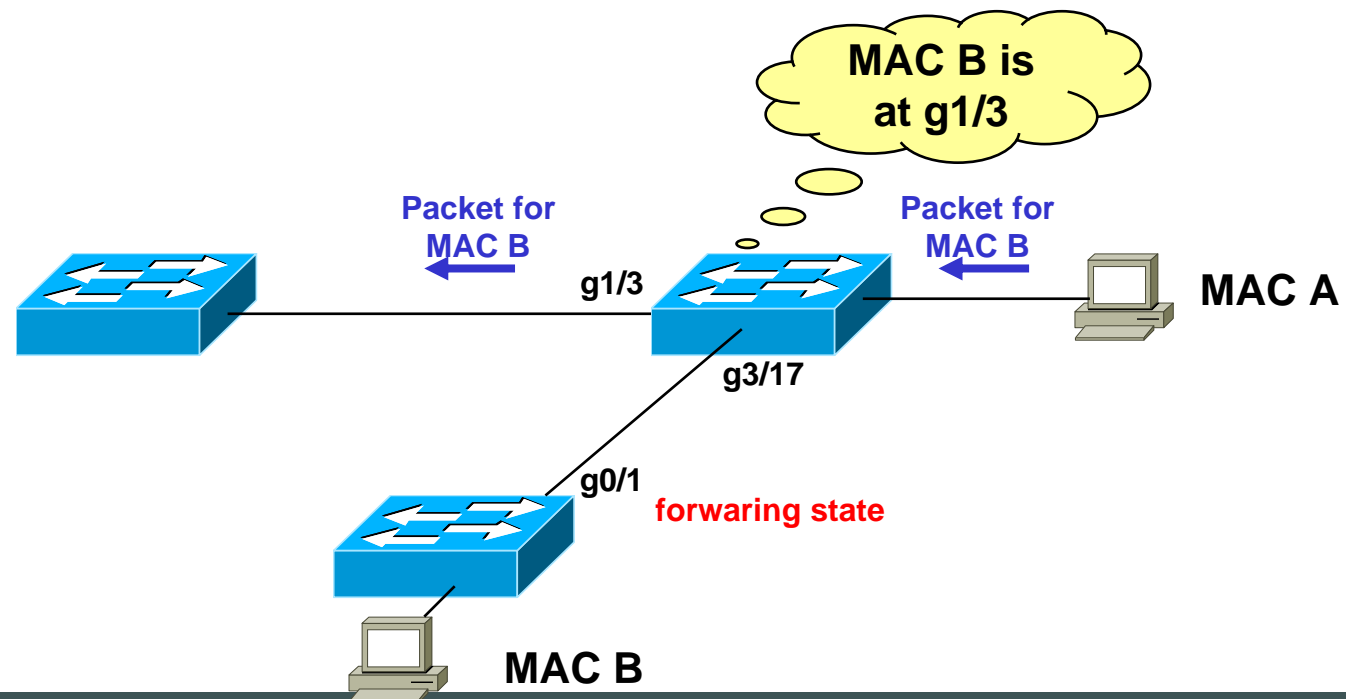 MAC B is
at g1/3
Packet for
MAC B
Packet for
MAC B
g1/3
MAC A
g3/17
g0/1
forwaring state
MAC B